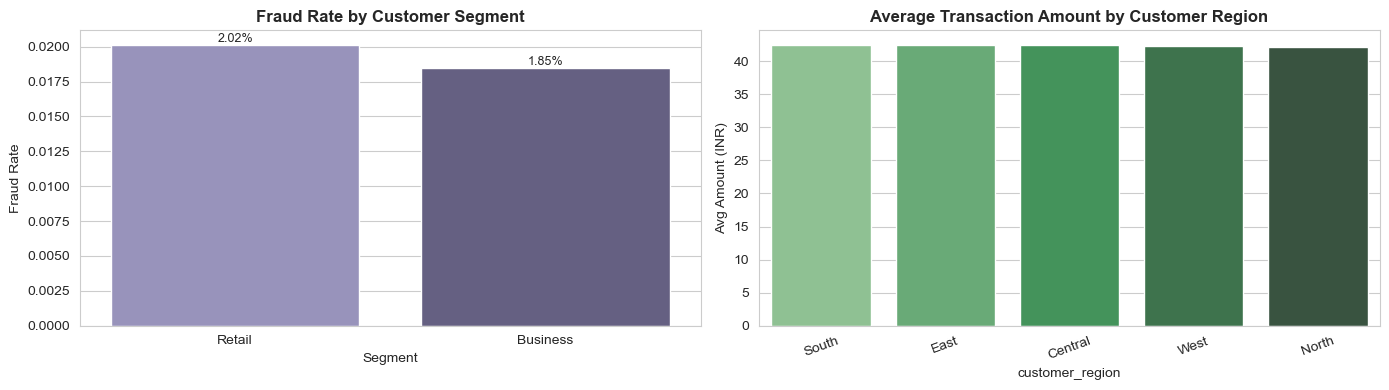 Fraud Rate by Customer Segment
2.02%
1.85%
0.0200
0.0175
0.0150
0.0125
0.0100
0.0075
0.0050
0.0025
0.0000
Fraud Rate
Retail
Business
Segment
Average Transaction Amount by Customer Region
40
35
30
25
20
15
10
5
0
Avg Amount (INR)
South
East
Central
West
North
customer_region